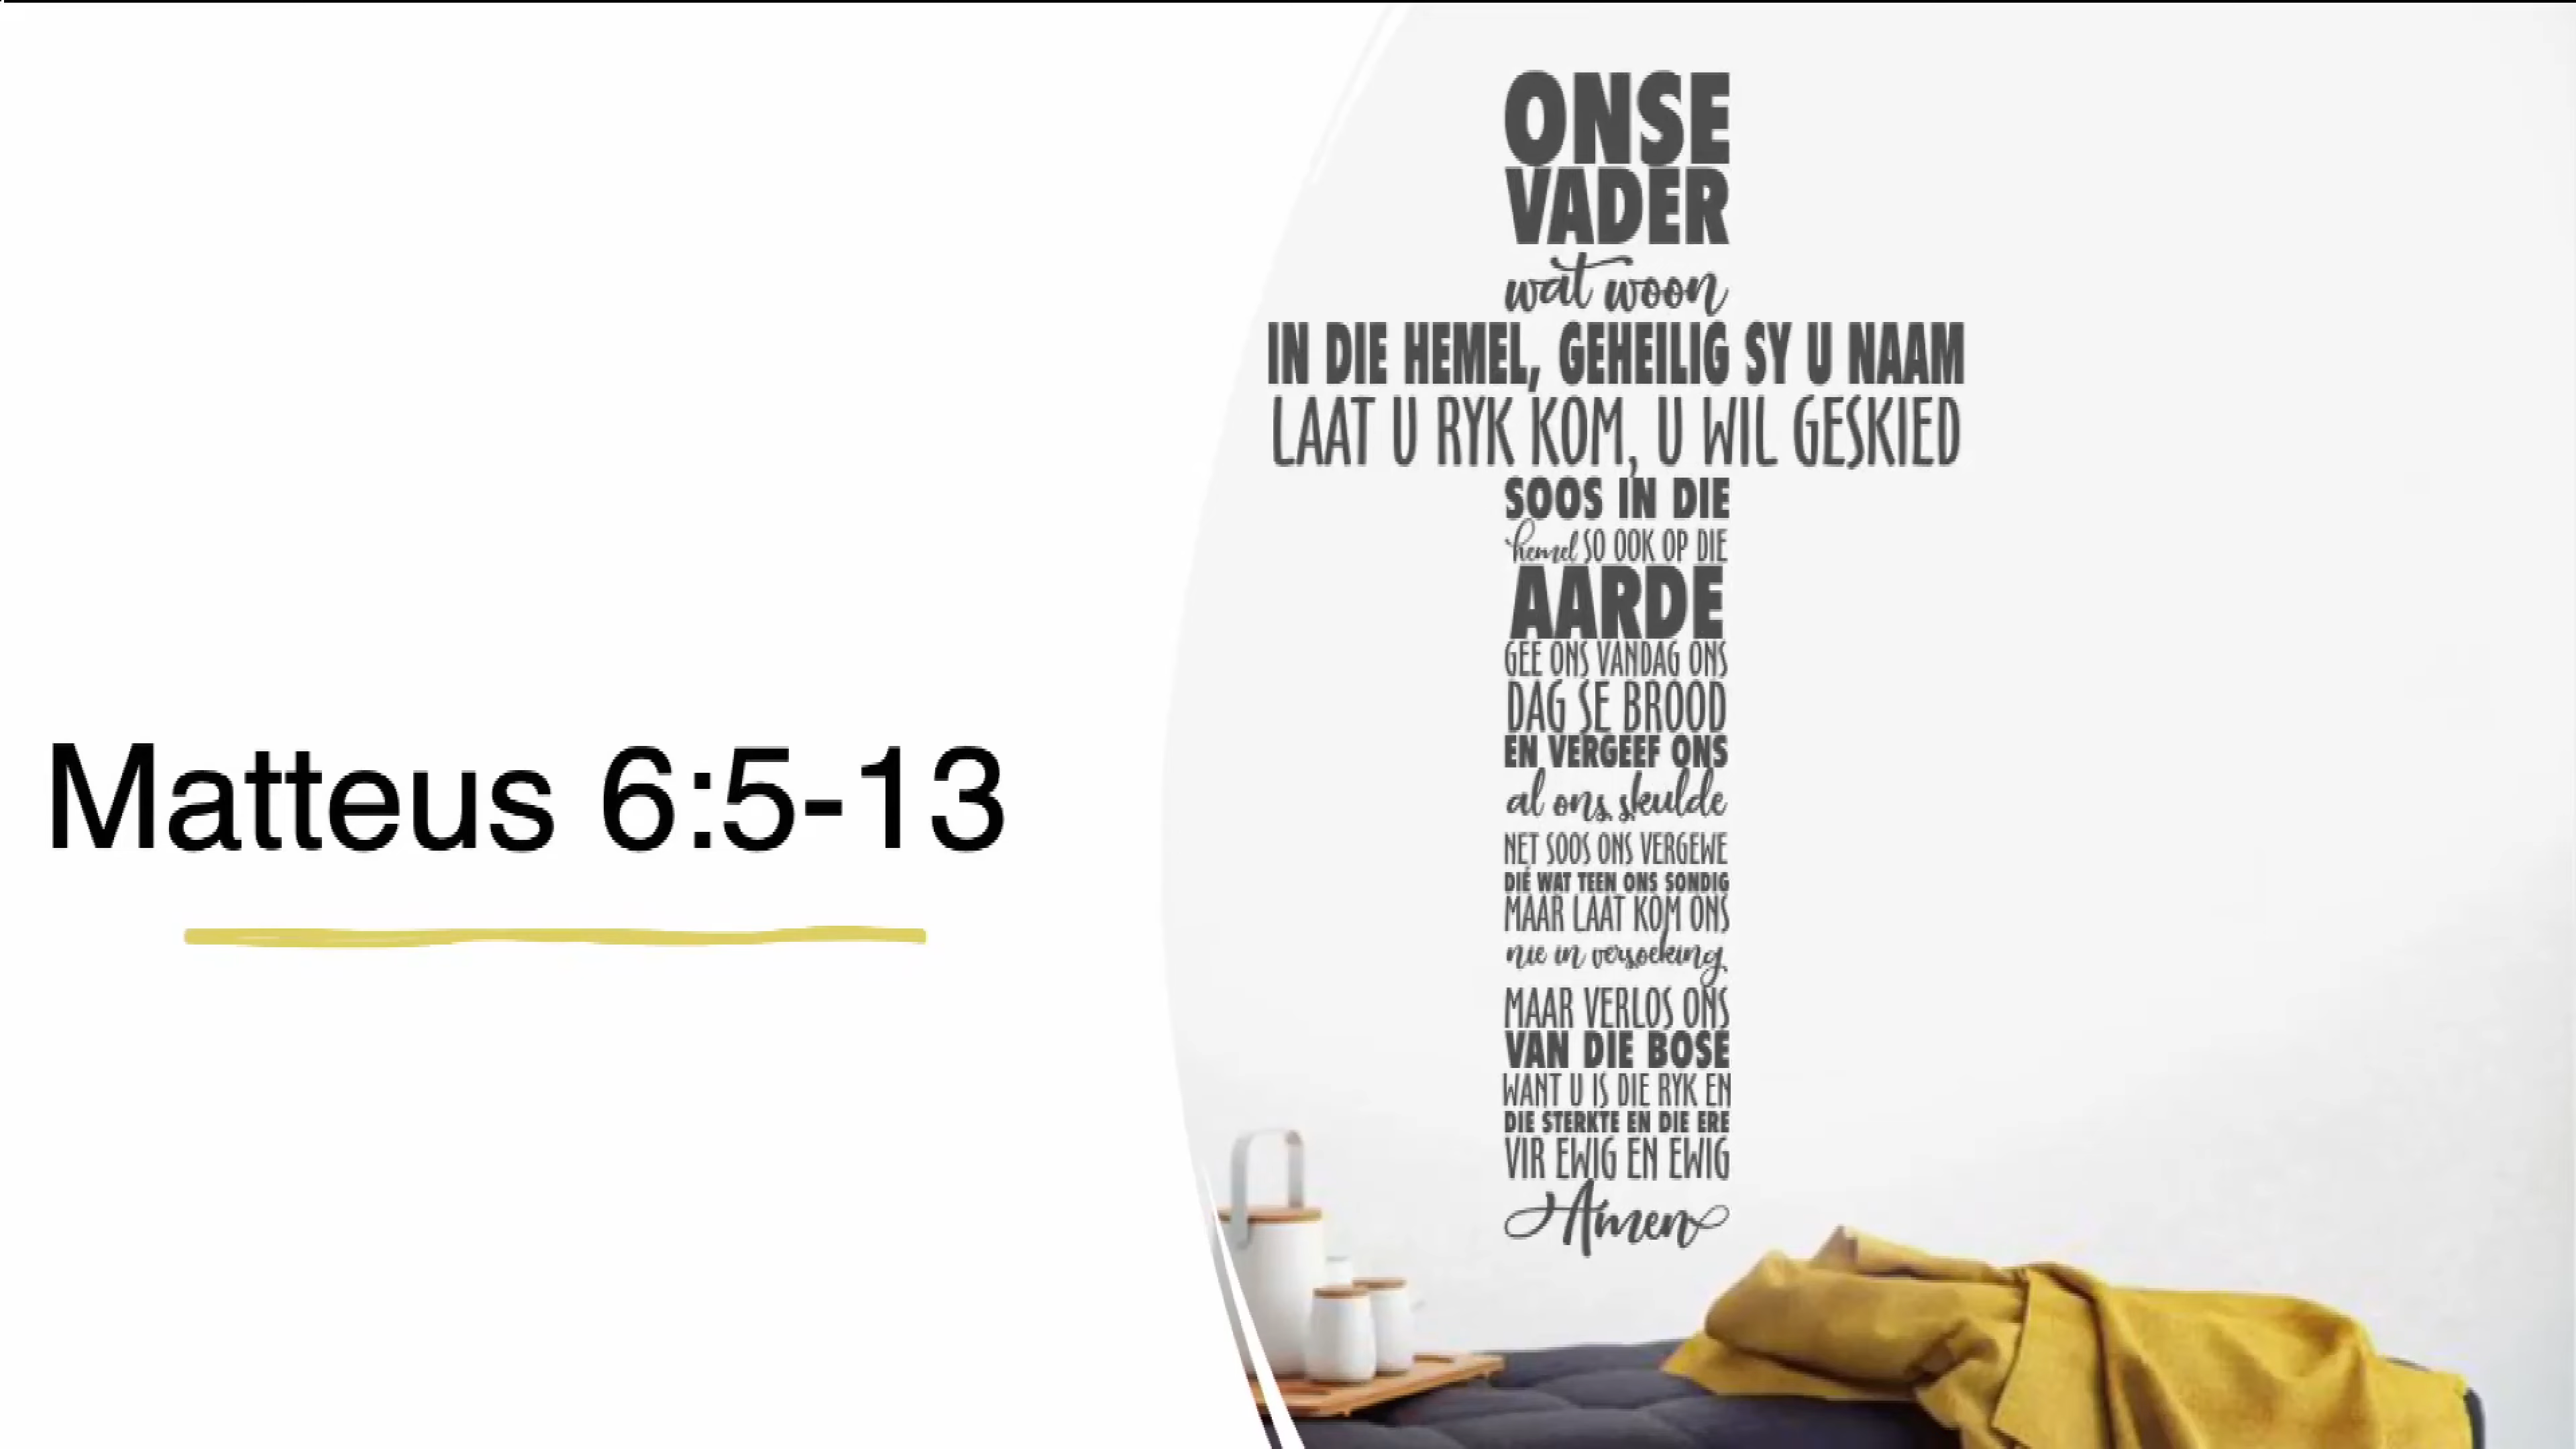 Matteus 6:5-13
ONSE
VADER
wat woon
IN DIE HEMEL, GEHEILIG SY U NAAM
LAAT U RYK KOM, U WIL GESKIED
SOOS IN DIE
hemel SO OOK OP DIE
AARDE
GEE ONS VANDAG ONS
DAG SE BROOD
EN VERGEEF ONS
al ons skulde
NET SOOS ONS VERGEWE
DIÉ WAT TEEN ONS SONDIG
MAAR LAAT KOM ONS
nie in versoeking
MAAR VERLOS ONS
VAN DIE BOSE
WANT U IS DIE RYK EN
DIE STERKTE EN DIE ERE
VIR EWIG EN EWIG
Amen